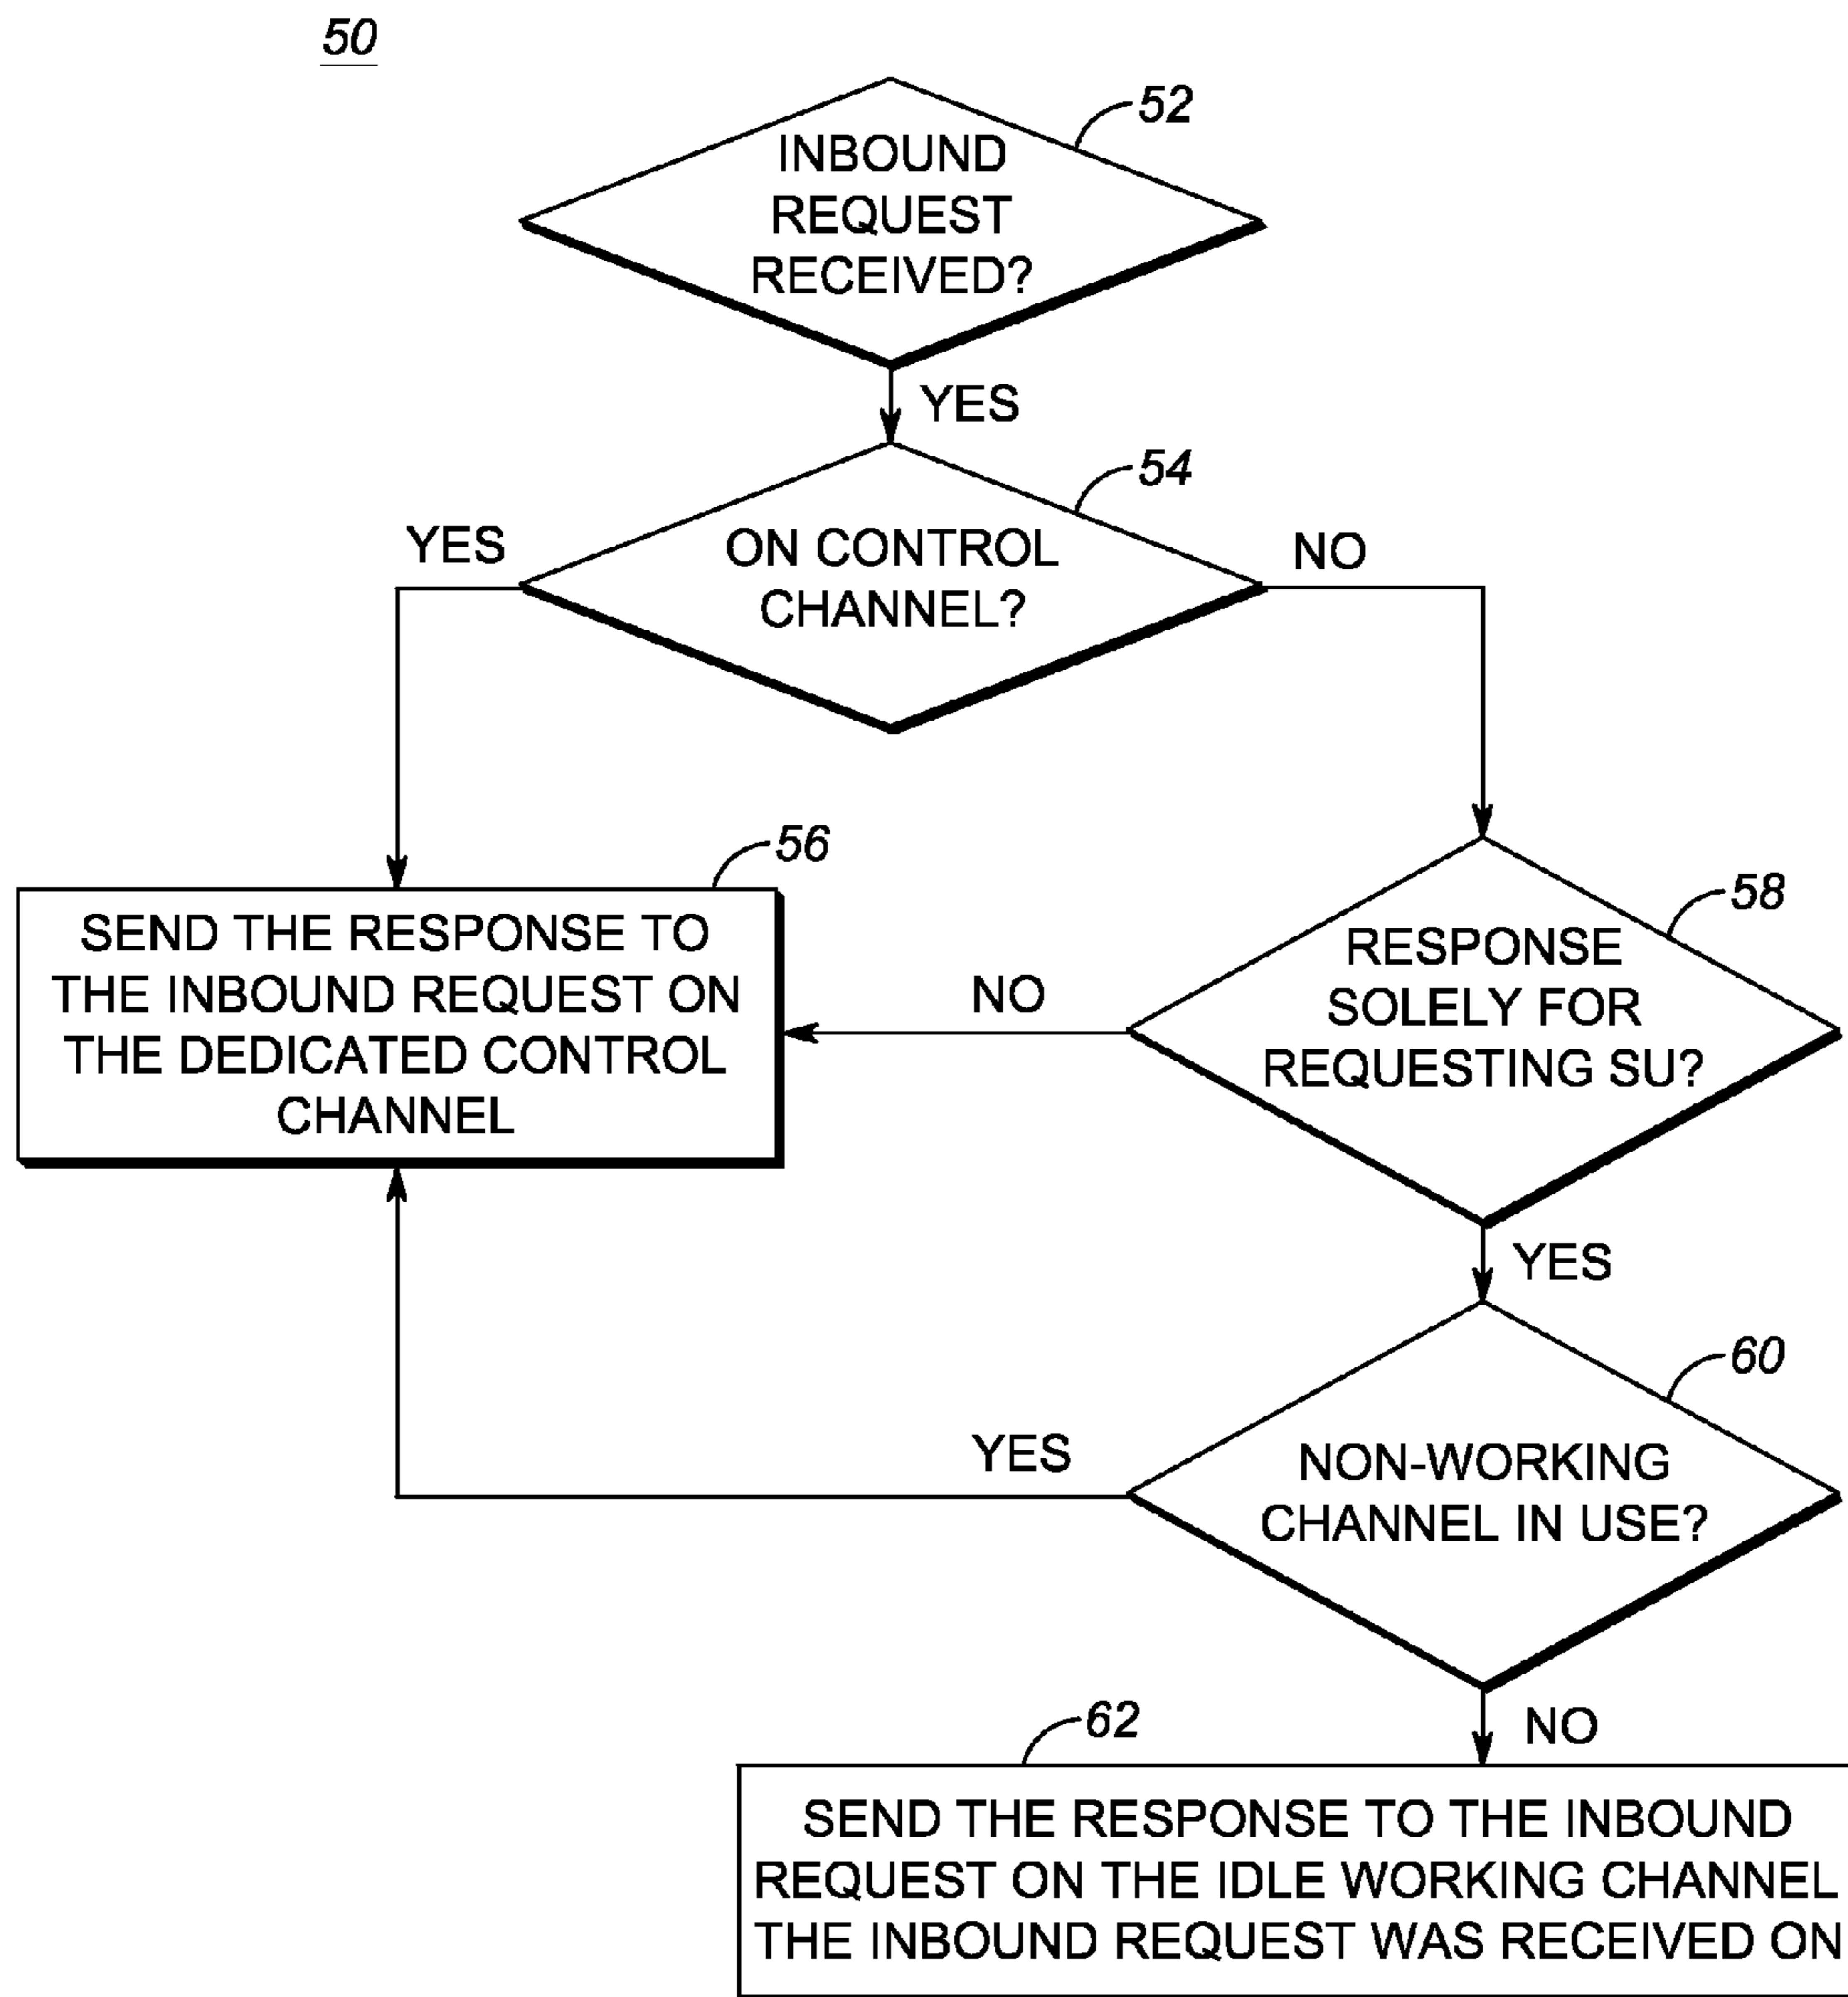 50
52
INBOUND
REQUEST
RECEIVED?
YES
54
ON CONTROL
CHANNEL?
YES
NO
56
SEND THE RESPONSE TO
THE INBOUND REQUEST ON
THE DEDICATED CONTROL
CHANNEL
58
RESPONSE
SOLELY FOR
REQUESTING SU?
NO
YES
60
NON-WORKING
CHANNEL IN USE?
YES
NO
62
SEND THE RESPONSE TO THE INBOUND
REQUEST ON THE IDLE WORKING CHANNEL
THE INBOUND REQUEST WAS RECEIVED ON